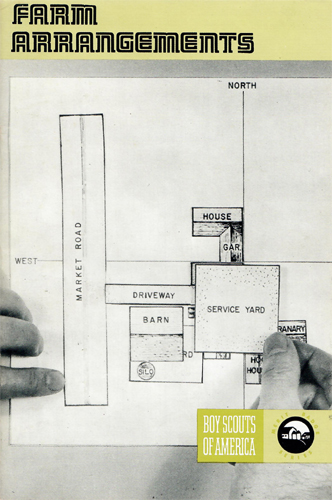 FARM
ARRANGEMENTS
NORTH
HOUSE
GAR.
WEST
MARKET ROAD
DRIVEWAY
SERVICE YARD
BARN
RANARY
RD
HO
HOU
SILO
BOY SCOUTS
OF AMERICA